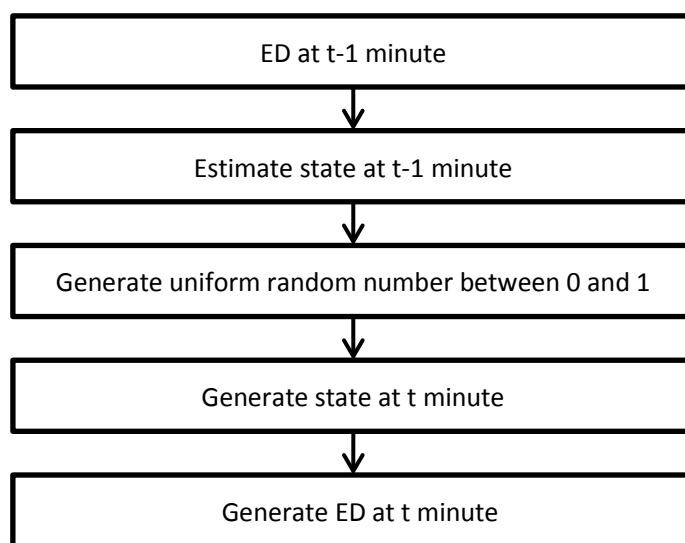 ED at t-1 minute
Estimate state at t-1 minute
Generate uniform random number between 0 and 1
Generate state at t minute
Generate ED at t minute